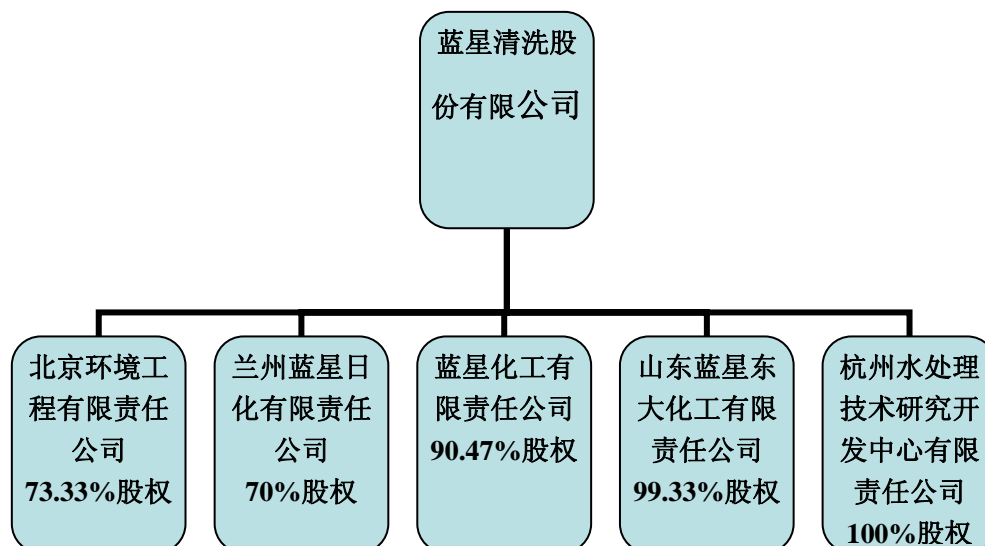 蓝星清洗股
份有限公司
北京环境工
程有限责任
公司
73.33%股权
兰州蓝星日
化有限责任
公司
70%股权
蓝星化工有
限责任公司
90.47%股权
山东蓝星东
大化工有限
责任公司
99.33%股权
杭州水处理
技术研究开
发中心有限
责任公司
100%股权